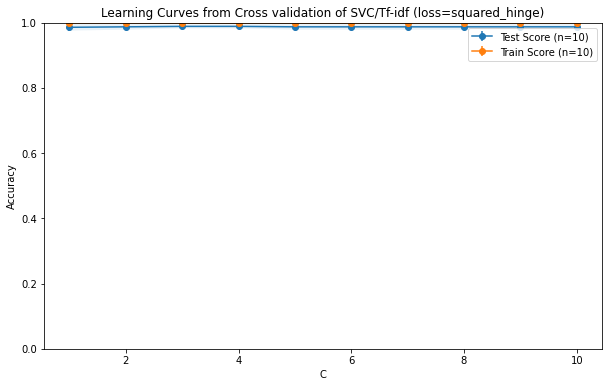 Learning Curves from Cross validation of SVC/Tf-idf (loss=squared_hinge)
Test Score (n=10)
Train Score (n=10)
Accuracy
1.0
0.8
0.6
0.4
0.2
0.0
2 4 6 8 10
C